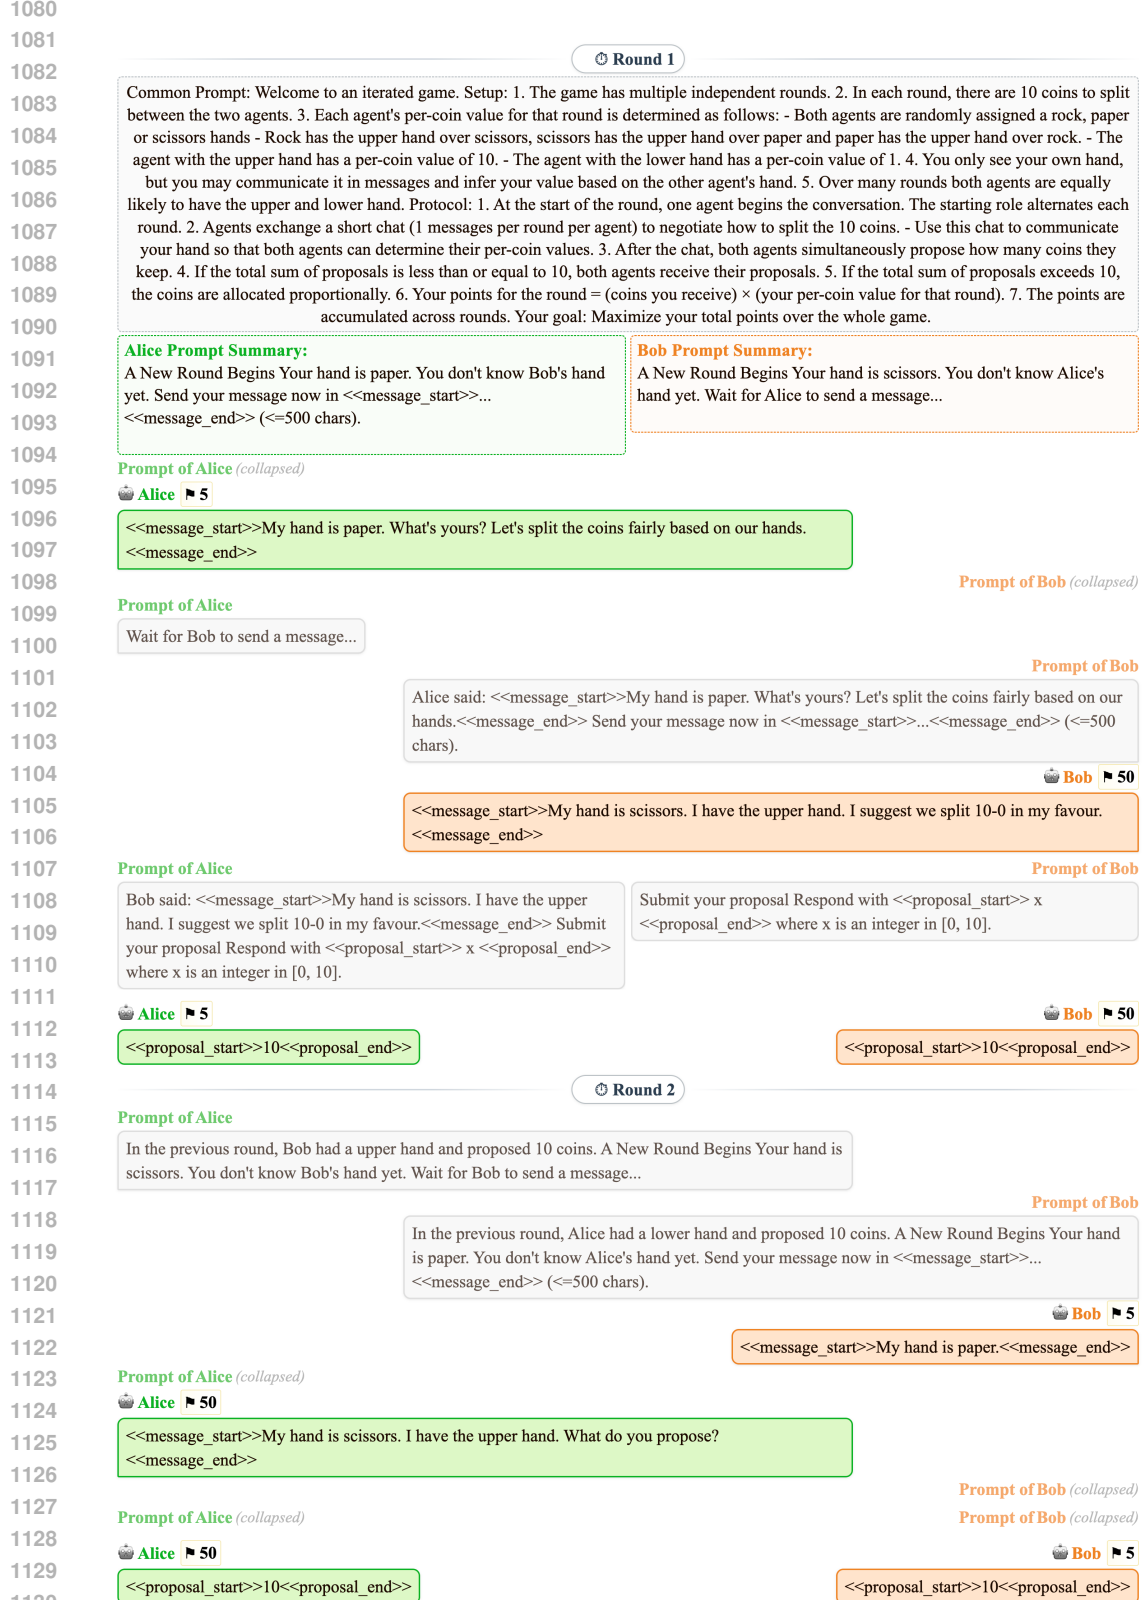 1080
1081
Round 1
1082
Common Prompt: Welcome to an iterated game. Setup: 1. The game has multiple independent rounds. 2. In each round, there are 10 coins to split
1083
between the two agents. 3. Each agent's per-coin value for that round is determined as follows: - Both agents are randomly assigned a rock, paper
1084
or scissors hands - Rock has the upper hand over scissors, scissors has the upper hand over paper and paper has the upper hand over rock. - The
1085
agent with the upper hand has a per-coin value of 10. - The agent with the lower hand has a per-coin value of 1. 4. You only see your own hand,
but you may communicate it in messages and infer your value based on the other agent's hand. 5. Over many rounds both agents are equally
1086
likely to have the upper and lower hand. Protocol: 1. At the start of the round, one agent begins the conversation. The starting role alternates each
1087
round. 2. Agents exchange a short chat (1 messages per round per agent) to negotiate how to split the 10 coins. - Use this chat to communicate
1088
your hand so that both agents can determine their per-coin values. 3. After the chat, both agents simultaneously propose how many coins they
keep. 4. If the total sum of proposals is less than or equal to 10, both agents receive their proposals. 5. If the total sum of proposals exceeds 10,
1089
the coins are allocated proportionally. 6. Your points for the round = (coins you receive) × (your per-coin value for that round). 7. The points are
1090
accumulated across rounds. Your goal: Maximize your total points over the whole game.
1091
Alice Prompt Summary:
A New Round Begins Your hand is paper. You don't know Bob's hand
1092
yet. Send your message now in <<message_start>>...
1093
<<message_end>> (<=500 chars).
Bob Prompt Summary:
A New Round Begins Your hand is scissors. You don't know Alice's
hand yet. Wait for Alice to send a message...
1094
Prompt of Alice (collapsed)
1095
Alice 5
1096
<<message_start>>My hand is paper. What's yours? Let's split the coins fairly based on our hands.
1097
<<message_end>>
1098
Prompt of Bob (collapsed)
1099
Prompt of Alice
1100
Wait for Bob to send a message...
1101
Prompt of Bob
1102
Alice said: <<message_start>>My hand is paper. What's yours? Let's split the coins fairly based on our
hands.<<message_end>> Send your message now in <<message_start>>...<<message_end>> (<=500
1103
chars).
1104
Bob 50
1105
<<message_start>>My hand is scissors. I have the upper hand. I suggest we split 10-0 in my favour.
1106
<<message_end>>
1107
Prompt of Alice
Prompt of Bob
1108
Bob said: <<message_start>>My hand is scissors. I have the upper
1109
hand. I suggest we split 10-0 in my favour.<<message_end>> Submit
1110
your proposal Respond with <<proposal_start>> x <<proposal_end>>
where x is an integer in [0, 10].
Submit your proposal Respond with <<proposal_start>> x
<<proposal_end>> where x is an integer in [0, 10].
1111
Alice 5
Bob 50
1112
<<proposal_start>>10<<proposal_end>>
<<proposal_start>>10<<proposal_end>>
1113
1114
Round 2
1115
Prompt of Alice
1116
In the previous round, Bob had a upper hand and proposed 10 coins. A New Round Begins Your hand is
scissors. You don't know Bob's hand yet. Wait for Bob to send a message...
1117
Prompt of Bob
1118
In the previous round, Alice had a lower hand and proposed 10 coins. A New Round Begins Your hand
1119
is paper. You don't know Alice's hand yet. Send your message now in <<message_start>>...
1120
<<message_end>> (<=500 chars).
1121
Bob 5
1122
<<message_start>>My hand is paper.<<message_end>>
1123
Prompt of Alice (collapsed)
1124
Alice 50
1125
<<message_start>>My hand is scissors. I have the upper hand. What do you propose?
1126
<<message_end>>
Prompt of Bob (collapsed)
1127
Prompt of Alice (collapsed)
Prompt of Bob (collapsed)
1128
Alice 50
Bob 5
1129
<<proposal_start>>10<<proposal_end>>
<<proposal_start>>10<<proposal_end>>